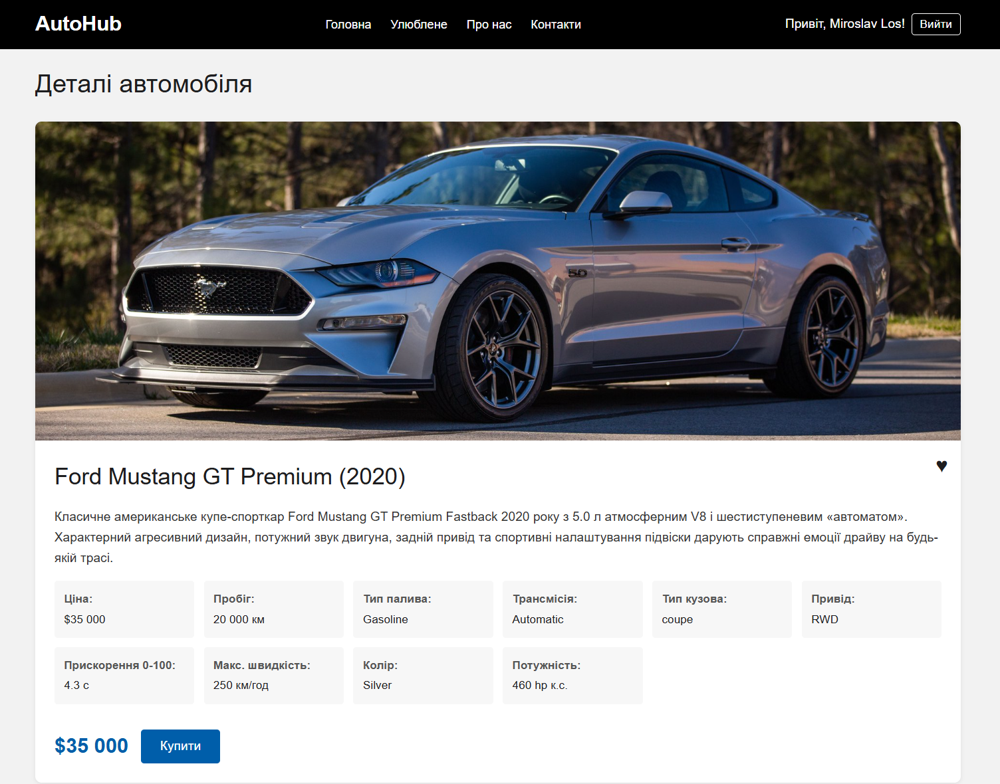 AutoHub
Головна Улюблене Про нас Контакти
Привіт, Miroslav Los! Вийти
Деталі автомобіля
5.0
Ford Mustang GT Premium (2020)
Класичне американське купе-спорткар Ford Mustang GT Premium Fastback 2020 року з 5.0 л атмосферним V8 і шестиступеневим «автоматом».
Характерний агресивний дизайн, потужний звук двигуна, задній привід та спортивні налаштування підвіски дарують справжні емоції драйву на будь-
якій трасі.
Ціна: Пробіг: Тип палива: Трансмісія: Тип кузова: Привід:
$35 000 20 000 км Gasoline Automatic coupe RWD
Прискорення 0-100: Макс. швидкість: Колір: Потужність:
4.3 с 250 км/год Silver 460 hp к.с.
$35 000 Купити